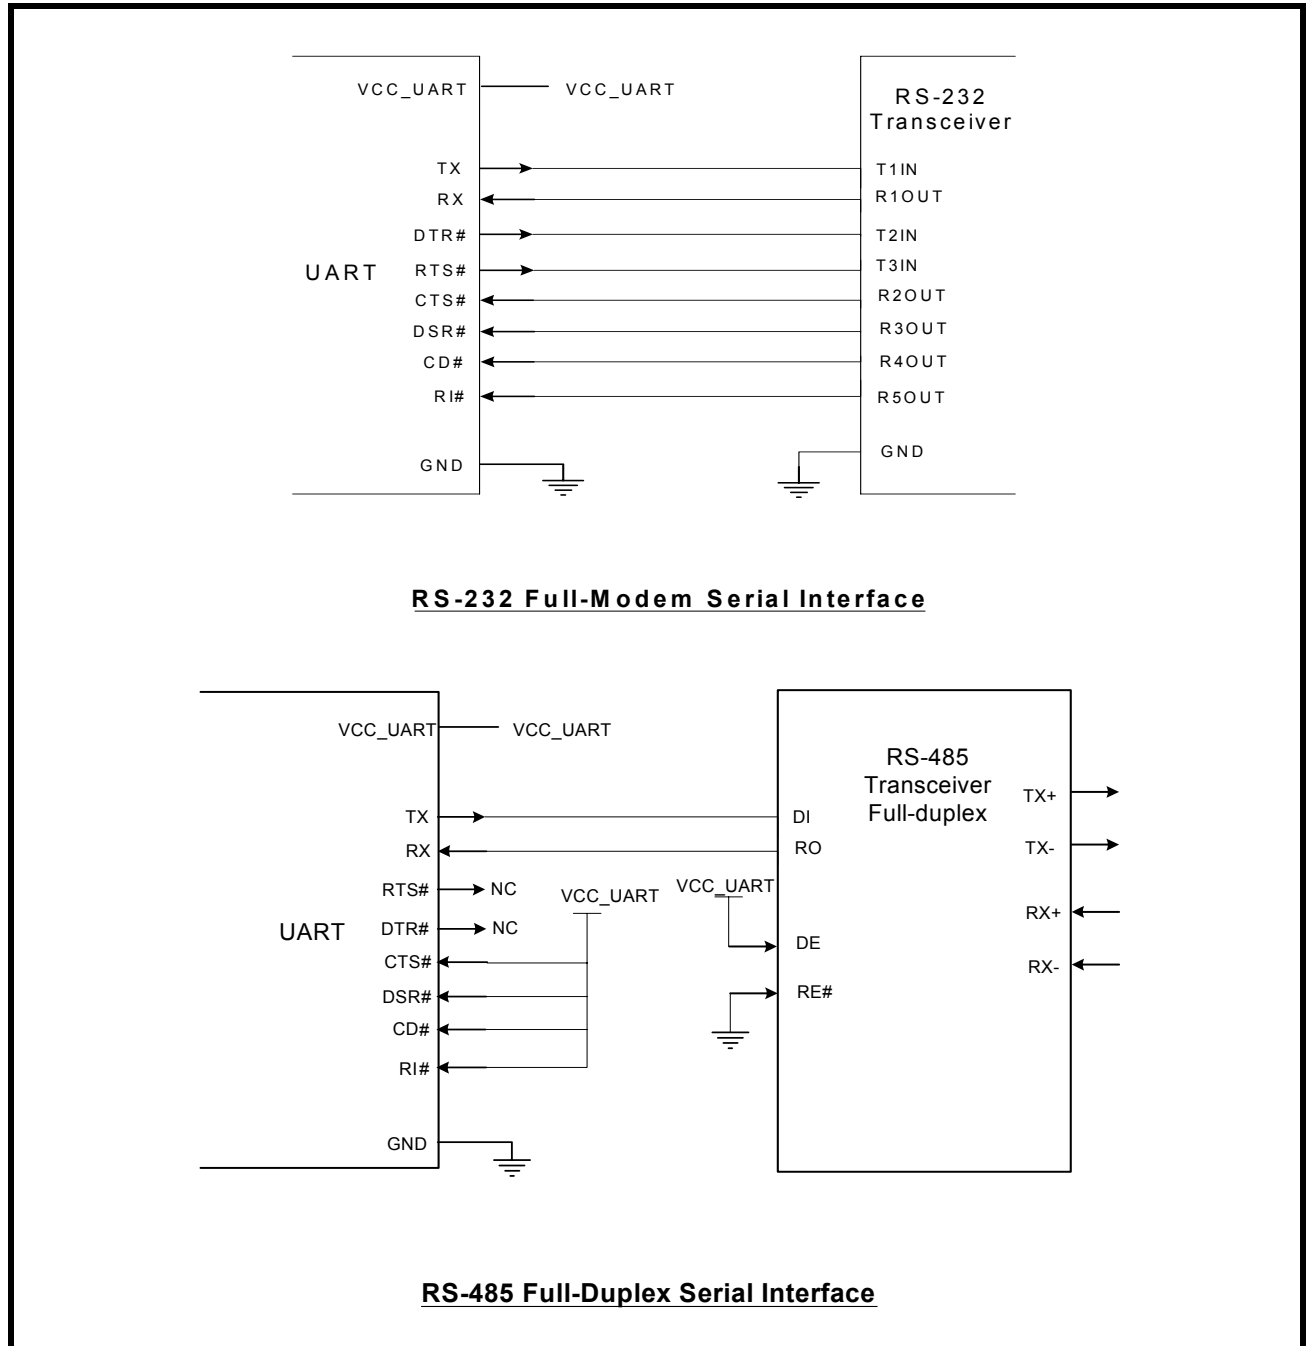 VCC_UART VCC_UART
RS-232
Transceiver
TX T1IN
RX R1OUT
DTR# T2IN
UART
RTS# T3IN
CTS# R2OUT
DSR# R3OUT
CD# R4OUT
RI# R5OUT
GND GND
RS-232 Full-Modem Serial Interface
VCC_UART VCC_UART
RS-485
Transceiver
Full-duplex
TX+
TX DI
RX RO TX-
RTS# NC VCC_UART VCC_UART
RX+
UART
DTR# NC
DE
CTS# RX-
DSR# RE#
CD#
RI#
GND
RS-485 Full-Duplex Serial Interface